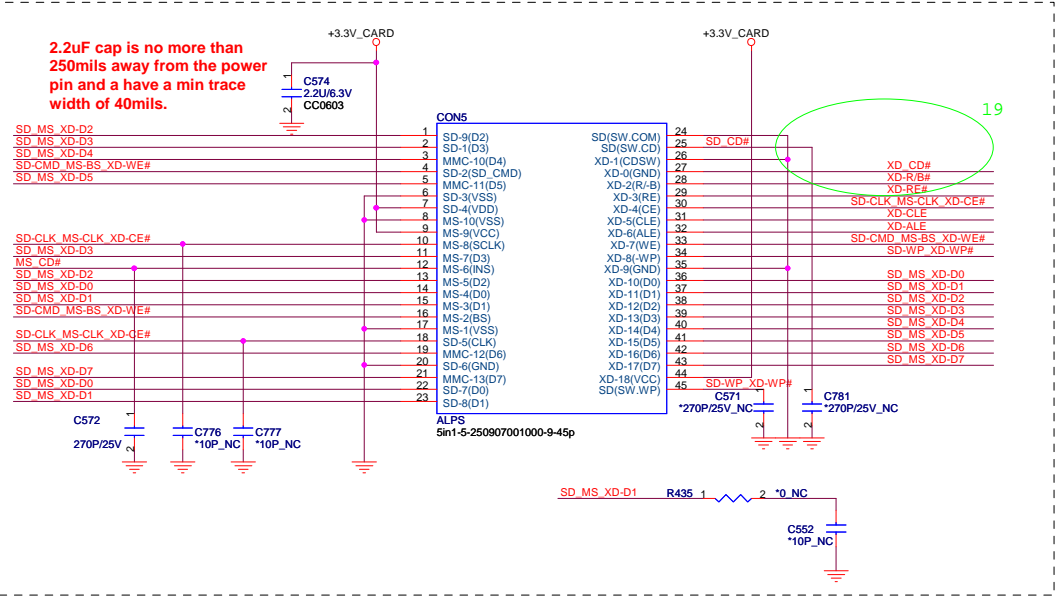 +3.3V_CARD
+3.3V_CARD
2.2uF cap is no more than
250mils away from the power
pin and a have a min trace
width of 40mils.
1
C574
2.2U/6.3V
CC0603
2
19
CON5
SD_MS_XD-D2 1 SD-9(D2)
SD_MS_XD-D3 2 SD-1(D3)
SD_MS_XD-D4 3 MMC-10(D4)
SD-CMD_MS-BS_XD-WE# 4 SD-2(SD_CMD)
SD_MS_XD-D5 5 MMC-11(D5)
6 SD-3(VSS)
7 SD-4(VDD)
8 MS-10(VSS)
9 MS-9(VCC)
SD-CLK_MS-CLK_XD-CE# 10 MS-8(SCLK)
SD_MS_XD-D3 11 MS-7(D3)
MS_CD# 12 MS-6(INS)
SD_MS_XD-D2 13 MS-5(D2)
SD_MS_XD-D0 14 MS-4(D0)
SD_MS_XD-D1 15 MS-3(D1)
SD-CMD_MS-BS_XD-WE# 16 MS-2(BS)
17 MS-1(VSS)
SD-CLK_MS-CLK_XD-CE# 18 SD-5(CLK)
SD_MS_XD-D6 19 MMC-12(D6)
20 SD-6(GND)
SD_MS_XD-D7 21 MMC-13(D7)
SD_MS_XD-D0 22 SD-7(D0)
SD_MS_XD-D1 23 SD-8(D1)
SD(SW.COM) 24
SD(SW.CD) 25 SD_CD#
XD-1(CDSW) 26
XD-0(GND) 27 XD_CD#
XD-2(R/-B) 28 XD-R/B#
XD-3(RE) 29 XD-RE#
XD-4(CE) 30 SD-CLK_MS-CLK_XD-CE#
XD-5(CLE) 31 XD-CLE
XD-6(ALE) 32 XD-ALE
XD-7(WE) 33 SD-CMD_MS-BS_XD-WE#
XD-8(-WP) 34 SD-WP_XD-WP#
XD-9(GND) 35
XD-10(D0) 36 SD_MS_XD-D0
XD-11(D1) 37 SD_MS_XD-D1
XD-12(D2) 38 SD_MS_XD-D2
XD-13(D3) 39 SD_MS_XD-D3
XD-14(D4) 40 SD_MS_XD-D4
XD-15(D5) 41 SD_MS_XD-D5
XD-16(D6) 42 SD_MS_XD-D6
XD-17(D7) 43 SD_MS_XD-D7
XD-18(VCC) 44
SD(SW.WP) 45 SD-WP_XD-WP#
ALPS
5in1-5-250907001000-9-45p
C572
1
270P/25V
2
1
C776
*10P_NC
2
1
C777
*10P_NC
2
C571
1
*270P/25V_NC
2
1
C781
*270P/25V_NC
2
SD_MS_XD-D1 R435 1 2 *0_NC
1
C552
*10P_NC
2